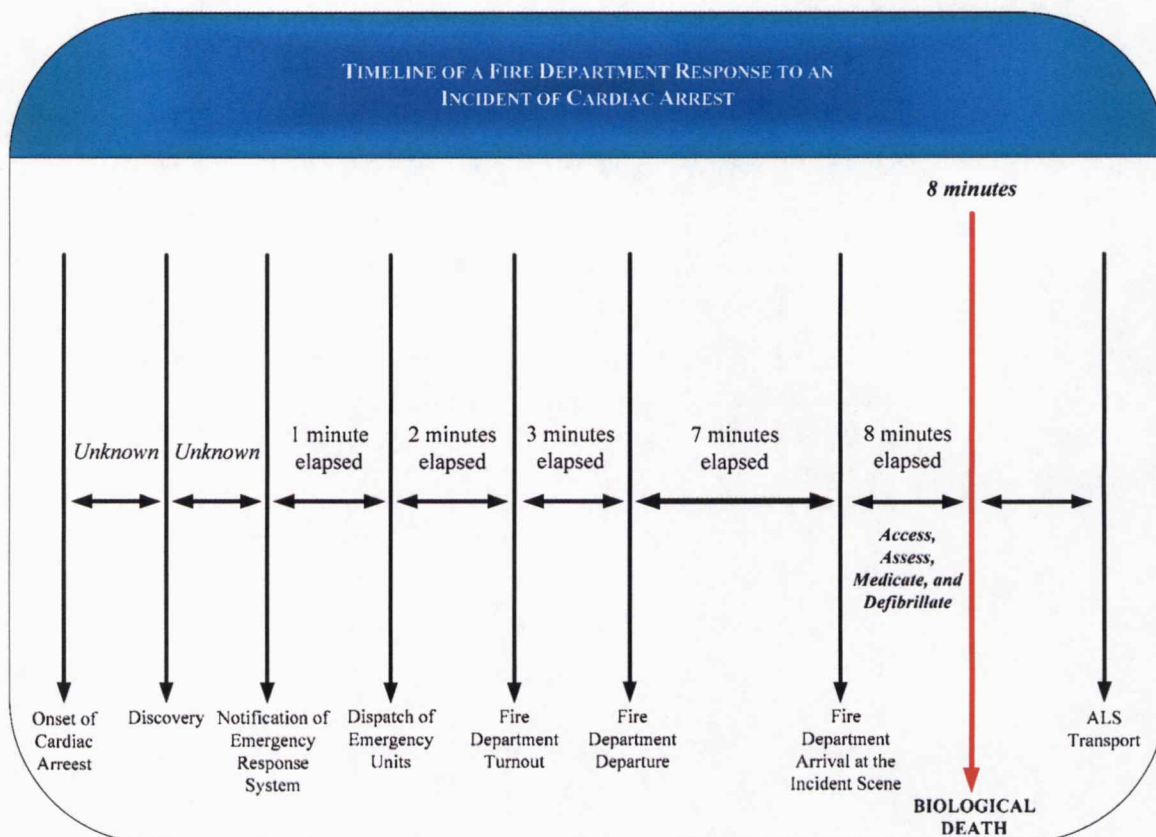 TIMELINE OF A FIRE DEPARTMENT RESPONSE TO AN
INCIDENT OF CARDIAC ARREST
8 minutes
Unknown
Unknown
1 minute
elapsed
2 minutes
elapsed
3 minutes
elapsed
7 minutes
elapsed
8 minutes
elapsed
Access,
Assess,
Medicate, and
Defibrillate
Onset of
Cardiac
Arreest
Discovery
Notification of
Emergency
Response
System
Dispatch of
Emergency
Units
Fire
Department
Turnout
Fire
Department
Departure
Fire
Department
Arrival at the
Incident Scene
BIOLOGICAL
DEATH
ALS
Transport